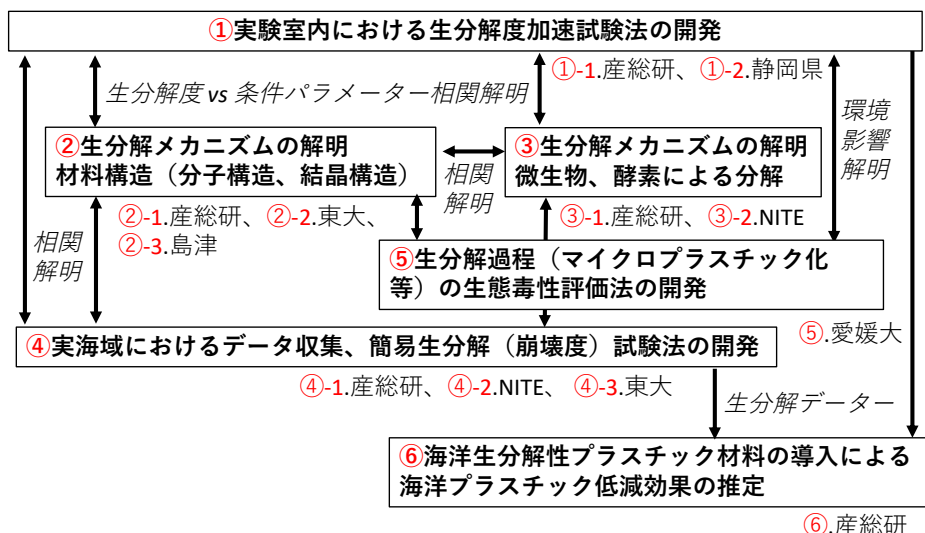 ①実験室内における生分解度加速試験法の開発
①-1.産総研、①-2.静岡県
生分解度 vs 条件パラメーター相関解明
環境
影響
解明
②生分解メカニズムの解明
材料構造（分子構造、結晶構造）
相関
解明
③生分解メカニズムの解明
微生物、酵素による分解
②-1.産総研、②-2.東大、
②-3.島津
③-1.産総研、③-2.NITE
相関
解明
⑤生分解過程（マイクロプラスチック化
等）の生態毒性評価法の開発
⑤.愛媛大
④実海域におけるデータ収集、簡易生分解（崩壊度）試験法の開発
④-1.産総研、④-2.NITE、④-3.東大
生分解データー
⑥海洋生分解性プラスチック材料の導入による
海洋プラスチック低減効果の推定
⑥.産総研